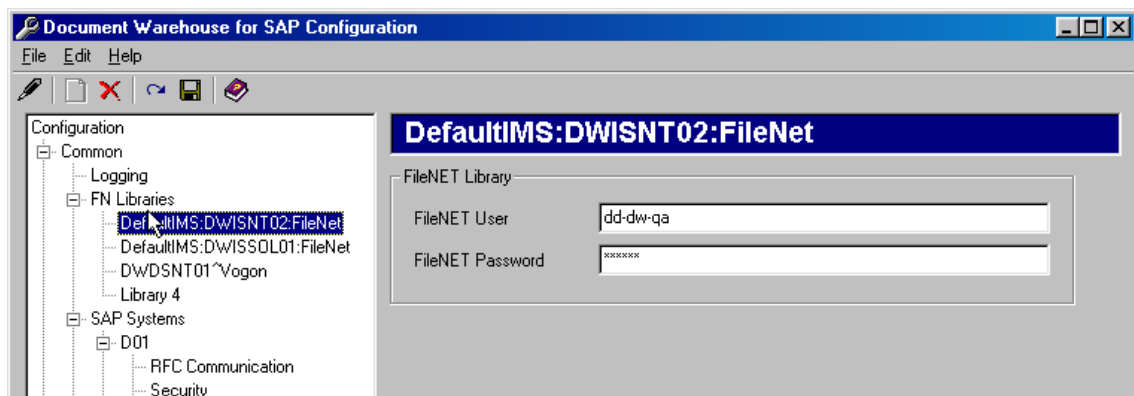 Document Warehouse for SAP Configuration
File Edit Help
Configuration
Common
Logging
FN Libraries
DefaultIMS:DWISNT02:FileNet
DefaultIMS:DWISSOL01:FileNet
DWDSNT01~Vogon
Library 4
SAP Systems
D01
RFC Communication
Security
DefaultIMS:DWISNT02:FileNet
FileNET Library
FileNET User
dd-dw-qa
FileNET Password
××××××